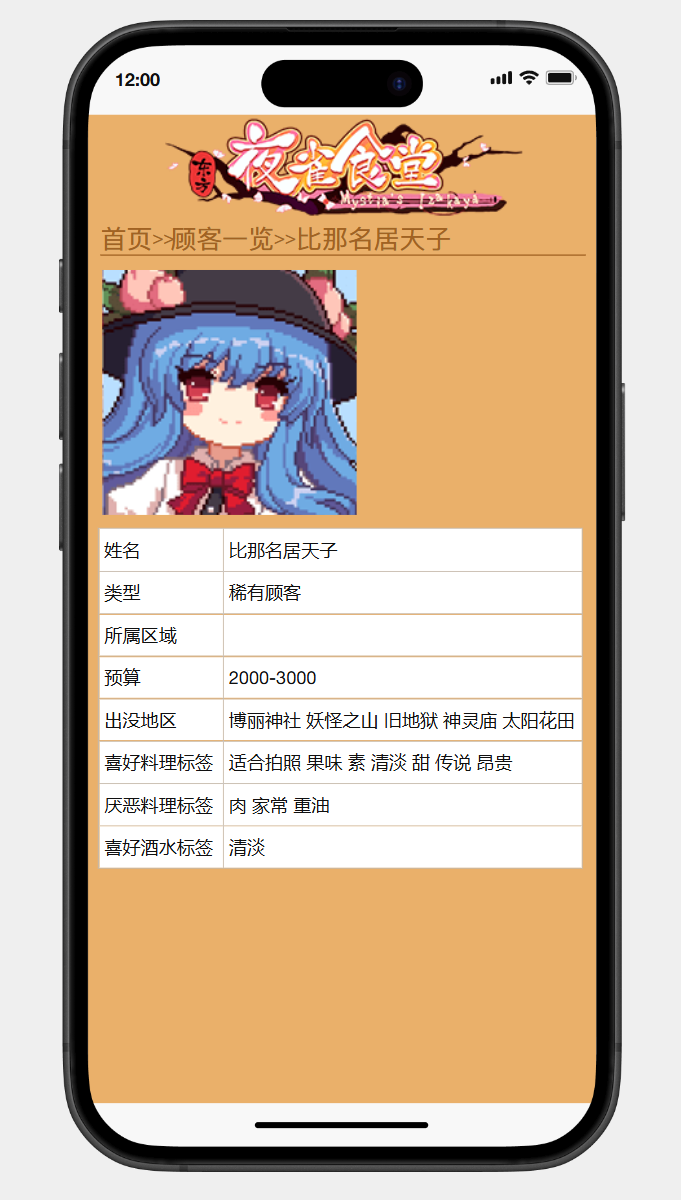 12:00
东方夜雀食堂
Mystia's Izakaya
首页>>顾客一览>>比那名居天子
姓名 比那名居天子
类型 稀有顾客
所属区域
预算 2000-3000
出没地区 博丽神社 妖怪之山 旧地狱 神灵庙 太阳花田
喜好料理标签 适合拍照 果味 素 清淡 甜 传说 昂贵
厌恶料理标签 肉 家常 重油
喜好酒水标签 清淡